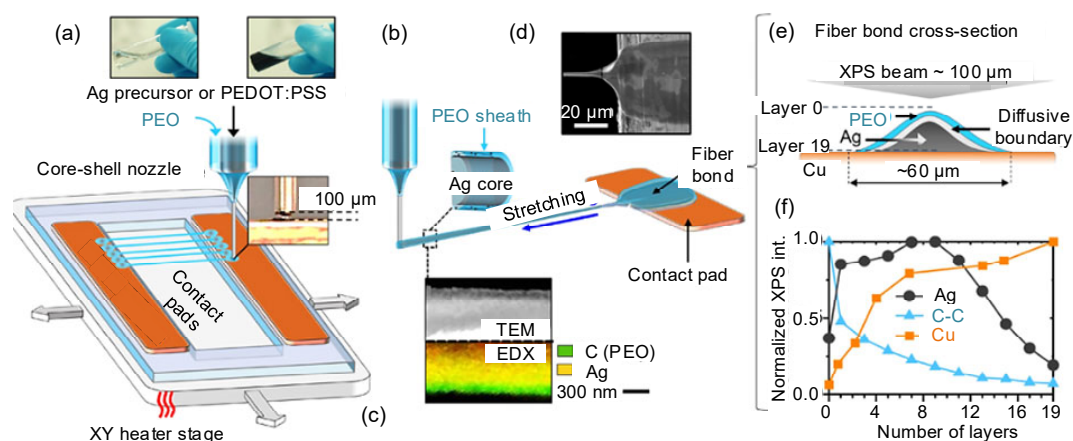 (a)
Ag precursor or PEDOT:PSS
PEO
Core-shell nozzle
100 µm
Contact
pads
XY heater stage
(b)
PEO sheath
Ag core
Stretching
Fiber
bond
Contact pad
(c)
TEM
EDX
C (PEO)
Ag
300 nm
(d)
20 µm
(e)
Fiber bond cross-section
XPS beam ~ 100 µm
Layer 0
PEO
Ag
Diffusive
boundary
Layer 19
Cu
~60 µm
(f)
Normalized XPS int.
1.0
0.5
0.0
Ag
C-C
Cu
0 4 8 12 16 19
Number of layers